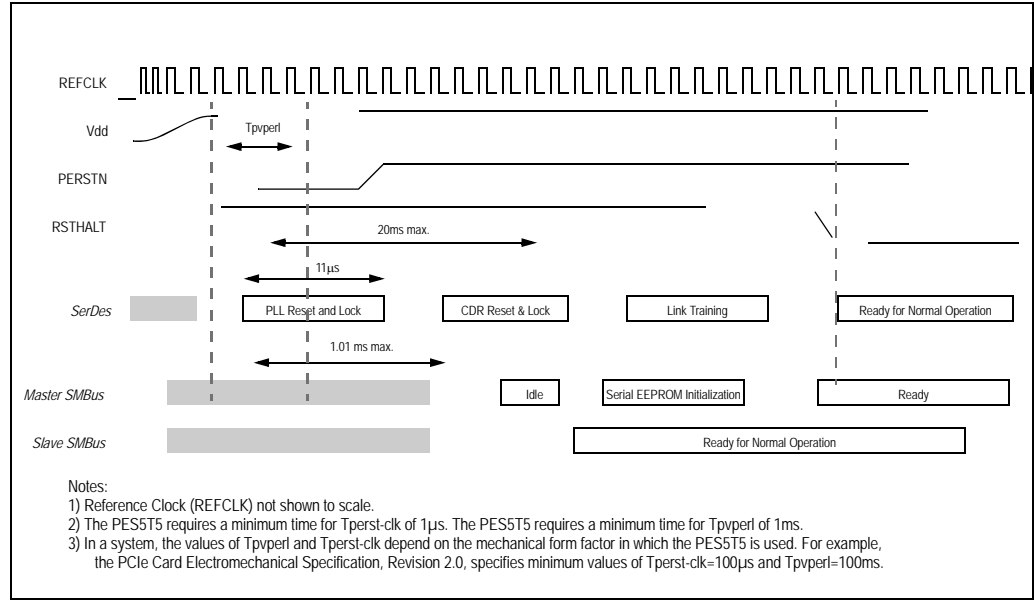 REFCLK
Vdd
Tpvperl
PERSTN
RSTHALT
20ms max.
11µs
SerDes
PLL Reset and Lock
CDR Reset & Lock
Link Training
Ready for Normal Operation
1.01 ms max.
Master SMBus
Idle
Serial EEPROM Initialization
Ready
Slave SMBus
Ready for Normal Operation
Notes:
1) Reference Clock (REFCLK) not shown to scale.
2) The PES5T5 requires a minimum time for Tperst-clk of 1µs. The PES5T5 requires a minimum time for Tpvperl of 1ms.
3) In a system, the values of Tpvperl and Tperst-clk depend on the mechanical form factor in which the PES5T5 is used. For example,
the PCIe Card Electromechanical Specification, Revision 2.0, specifies minimum values of Tperst-clk=100µs and Tpvperl=100ms.